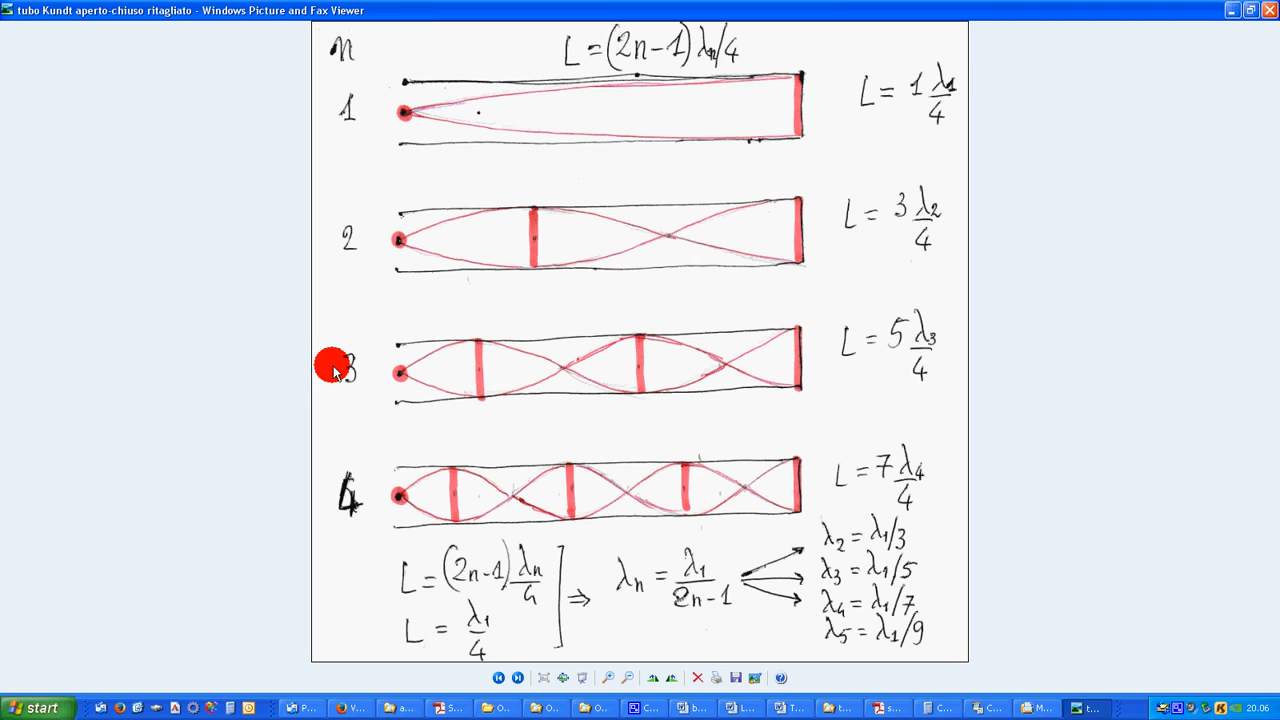 tubo Kundt aperto-chiuso ritagliato - Windows Picture and Fax Viewer
n
L = (2n-1) λn/4
1
L = 1 λ1/4
2
L = 3 λ2/4
3
L = 5 λ3/4
4
L = 7 λ4/4
L = (2n-1) λn/4
L = λ1/4
⇒ λn = λ1/2n-1
λ2 = λ1/3
λ3 = λ1/5
λ4 = λ1/7
λ5 = λ1/9
start
P...
V...
a...
S...
O...
O...
O...
C...
b...
L...
T...
t...
s...
C...
C...
M...
t...
20.06